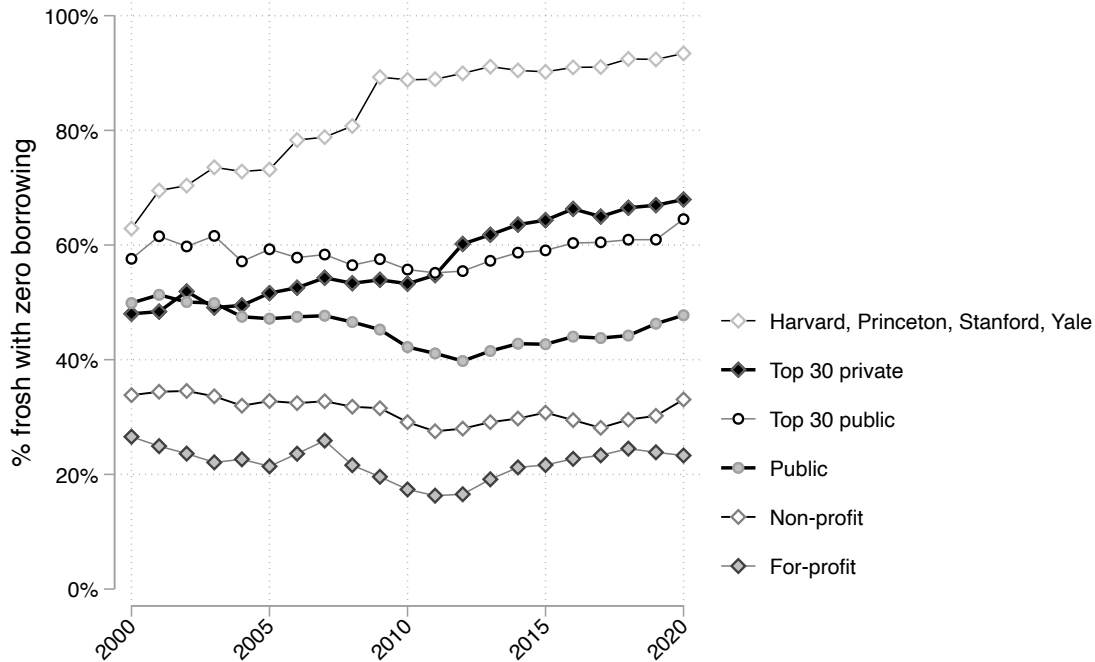 100%
80%
60%
40%
20%
0%
% frosh with zero borrowing
2000
2005
2010
2015
2020
Harvard, Princeton, Stanford, Yale
Top 30 private
Top 30 public
Public
Non-profit
For-profit